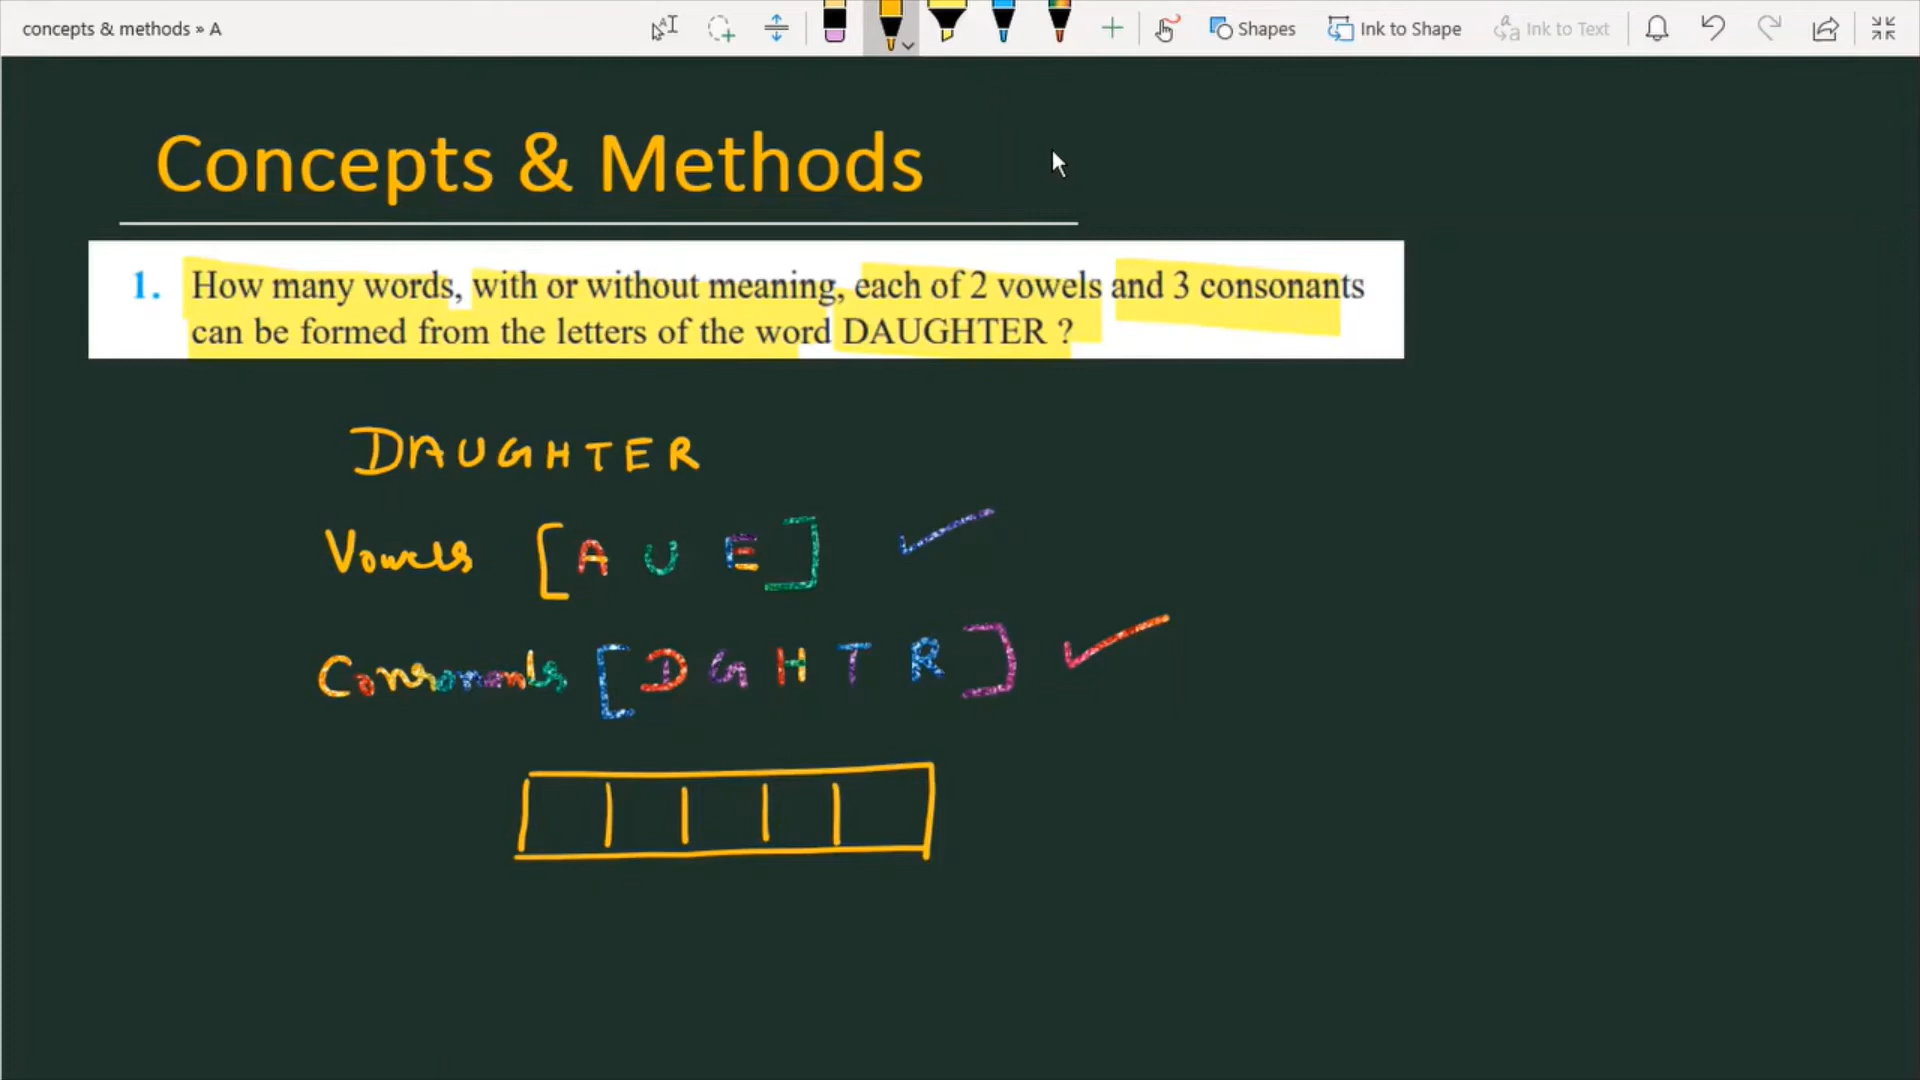 concepts & methods » A
Shapes
Ink to Shape
Ink to Text
Concepts & Methods
1. How many words, with or without meaning, each of 2 vowels and 3 consonants
can be formed from the letters of the word DAUGHTER ?
DAUGHTER
Vowels [A U E]
Consonants [D G H T R]